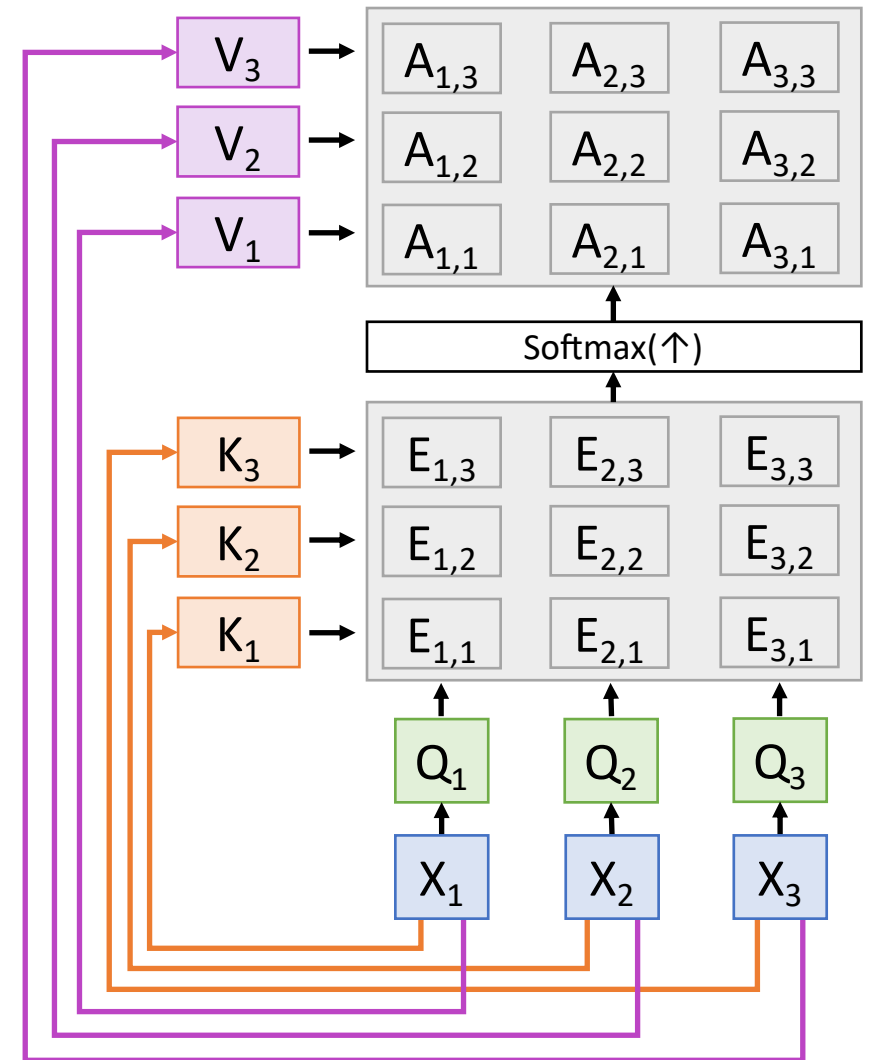 V₃ A₁,₃ A₂,₃ A₃,₃
V₂ A₁,₂ A₂,₂ A₃,₂
V₁ A₁,₁ A₂,₁ A₃,₁
Softmax(↑)
K₃ E₁,₃ E₂,₃ E₃,₃
K₂ E₁,₂ E₂,₂ E₃,₂
K₁ E₁,₁ E₂,₁ E₃,₁
Q₁ Q₂ Q₃
X₁ X₂ X₃